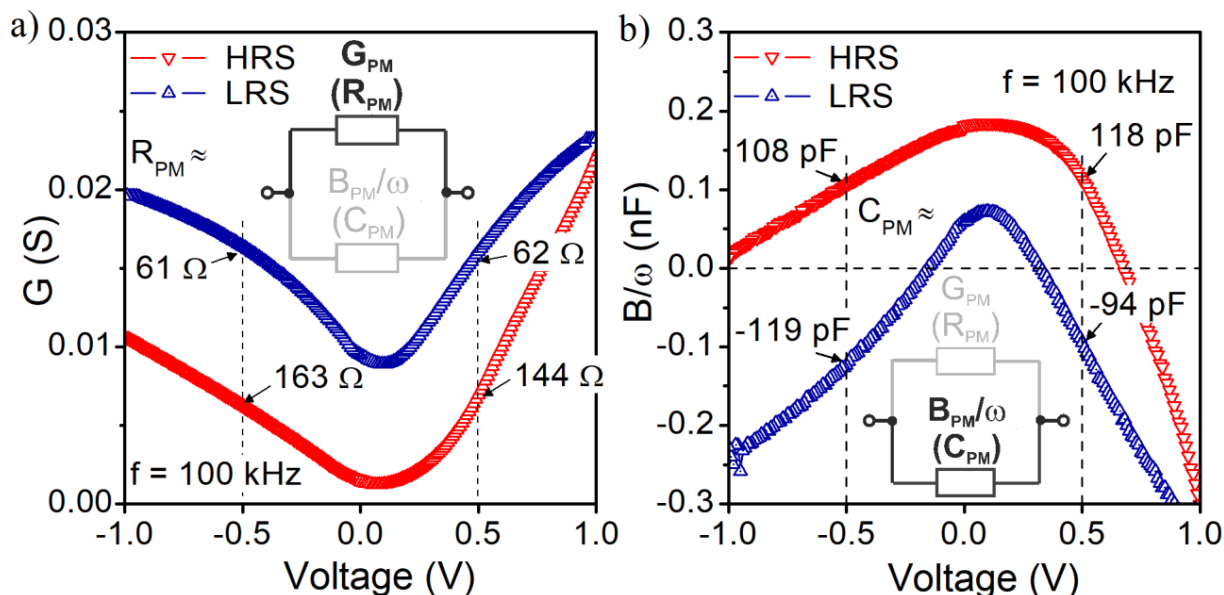 a)
0.03
0.02
0.01
0.00
G (S)
HRS
LRS
G_PM
(R_PM)
B_PM/ω
(C_PM)
R_PM ≈
61 Ω
62 Ω
163 Ω
144 Ω
f = 100 kHz
-1.0 -0.5 0.0 0.5 1.0
Voltage (V)
b)
0.3
0.2
0.1
0.0
-0.1
-0.2
-0.3
B/ω (nF)
HRS
LRS
f = 100 kHz
108 pF
118 pF
C_PM ≈
-119 pF
-94 pF
G_PM
(R_PM)
B_PM/ω
(C_PM)
-1.0 -0.5 0.0 0.5 1.0
Voltage (V)